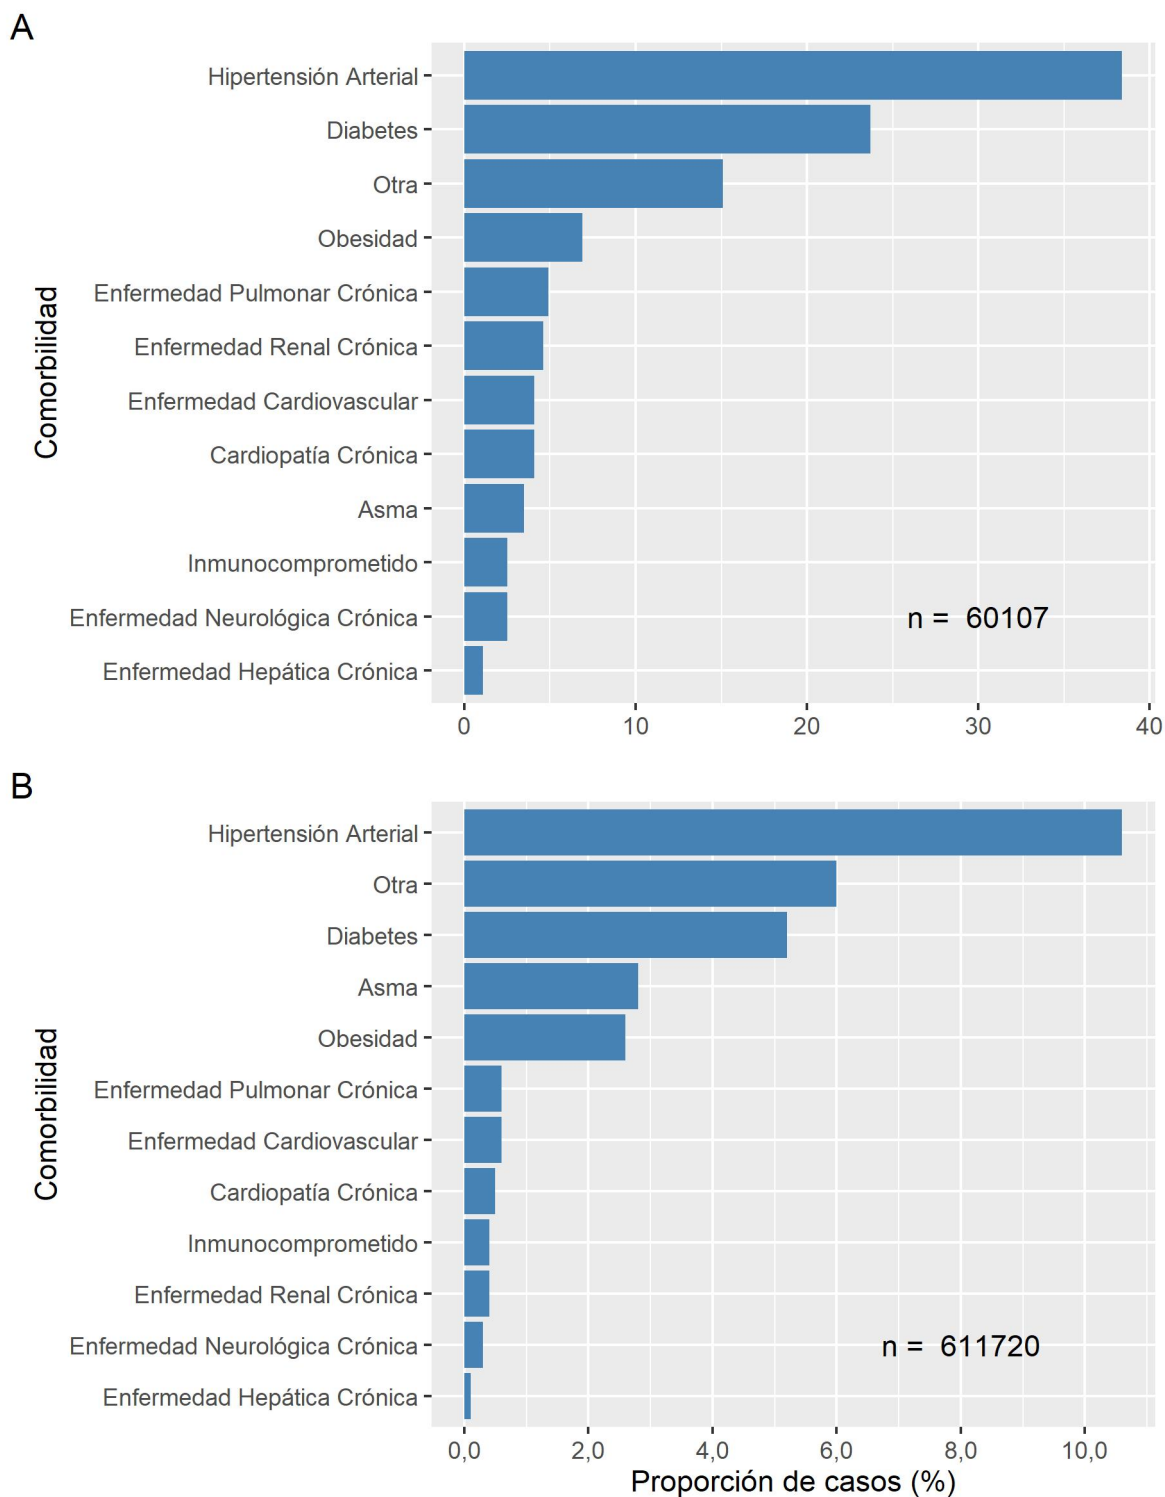 A
Hipertensión Arterial
Diabetes
Otra
Obesidad
Enfermedad Pulmonar Crónica
Enfermedad Renal Crónica
Enfermedad Cardiovascular
Cardiopatía Crónica
Asma
Inmunocomprometido
Enfermedad Neurológica Crónica
Enfermedad Hepática Crónica
Comorbilidad
n = 60107
0 10 20 30 40
B
Hipertensión Arterial
Otra
Diabetes
Asma
Obesidad
Enfermedad Pulmonar Crónica
Enfermedad Cardiovascular
Cardiopatía Crónica
Inmunocomprometido
Enfermedad Renal Crónica
Enfermedad Neurológica Crónica
Enfermedad Hepática Crónica
Comorbilidad
n = 611720
0,0 2,0 4,0 6,0 8,0 10,0
Proporción de casos (%)